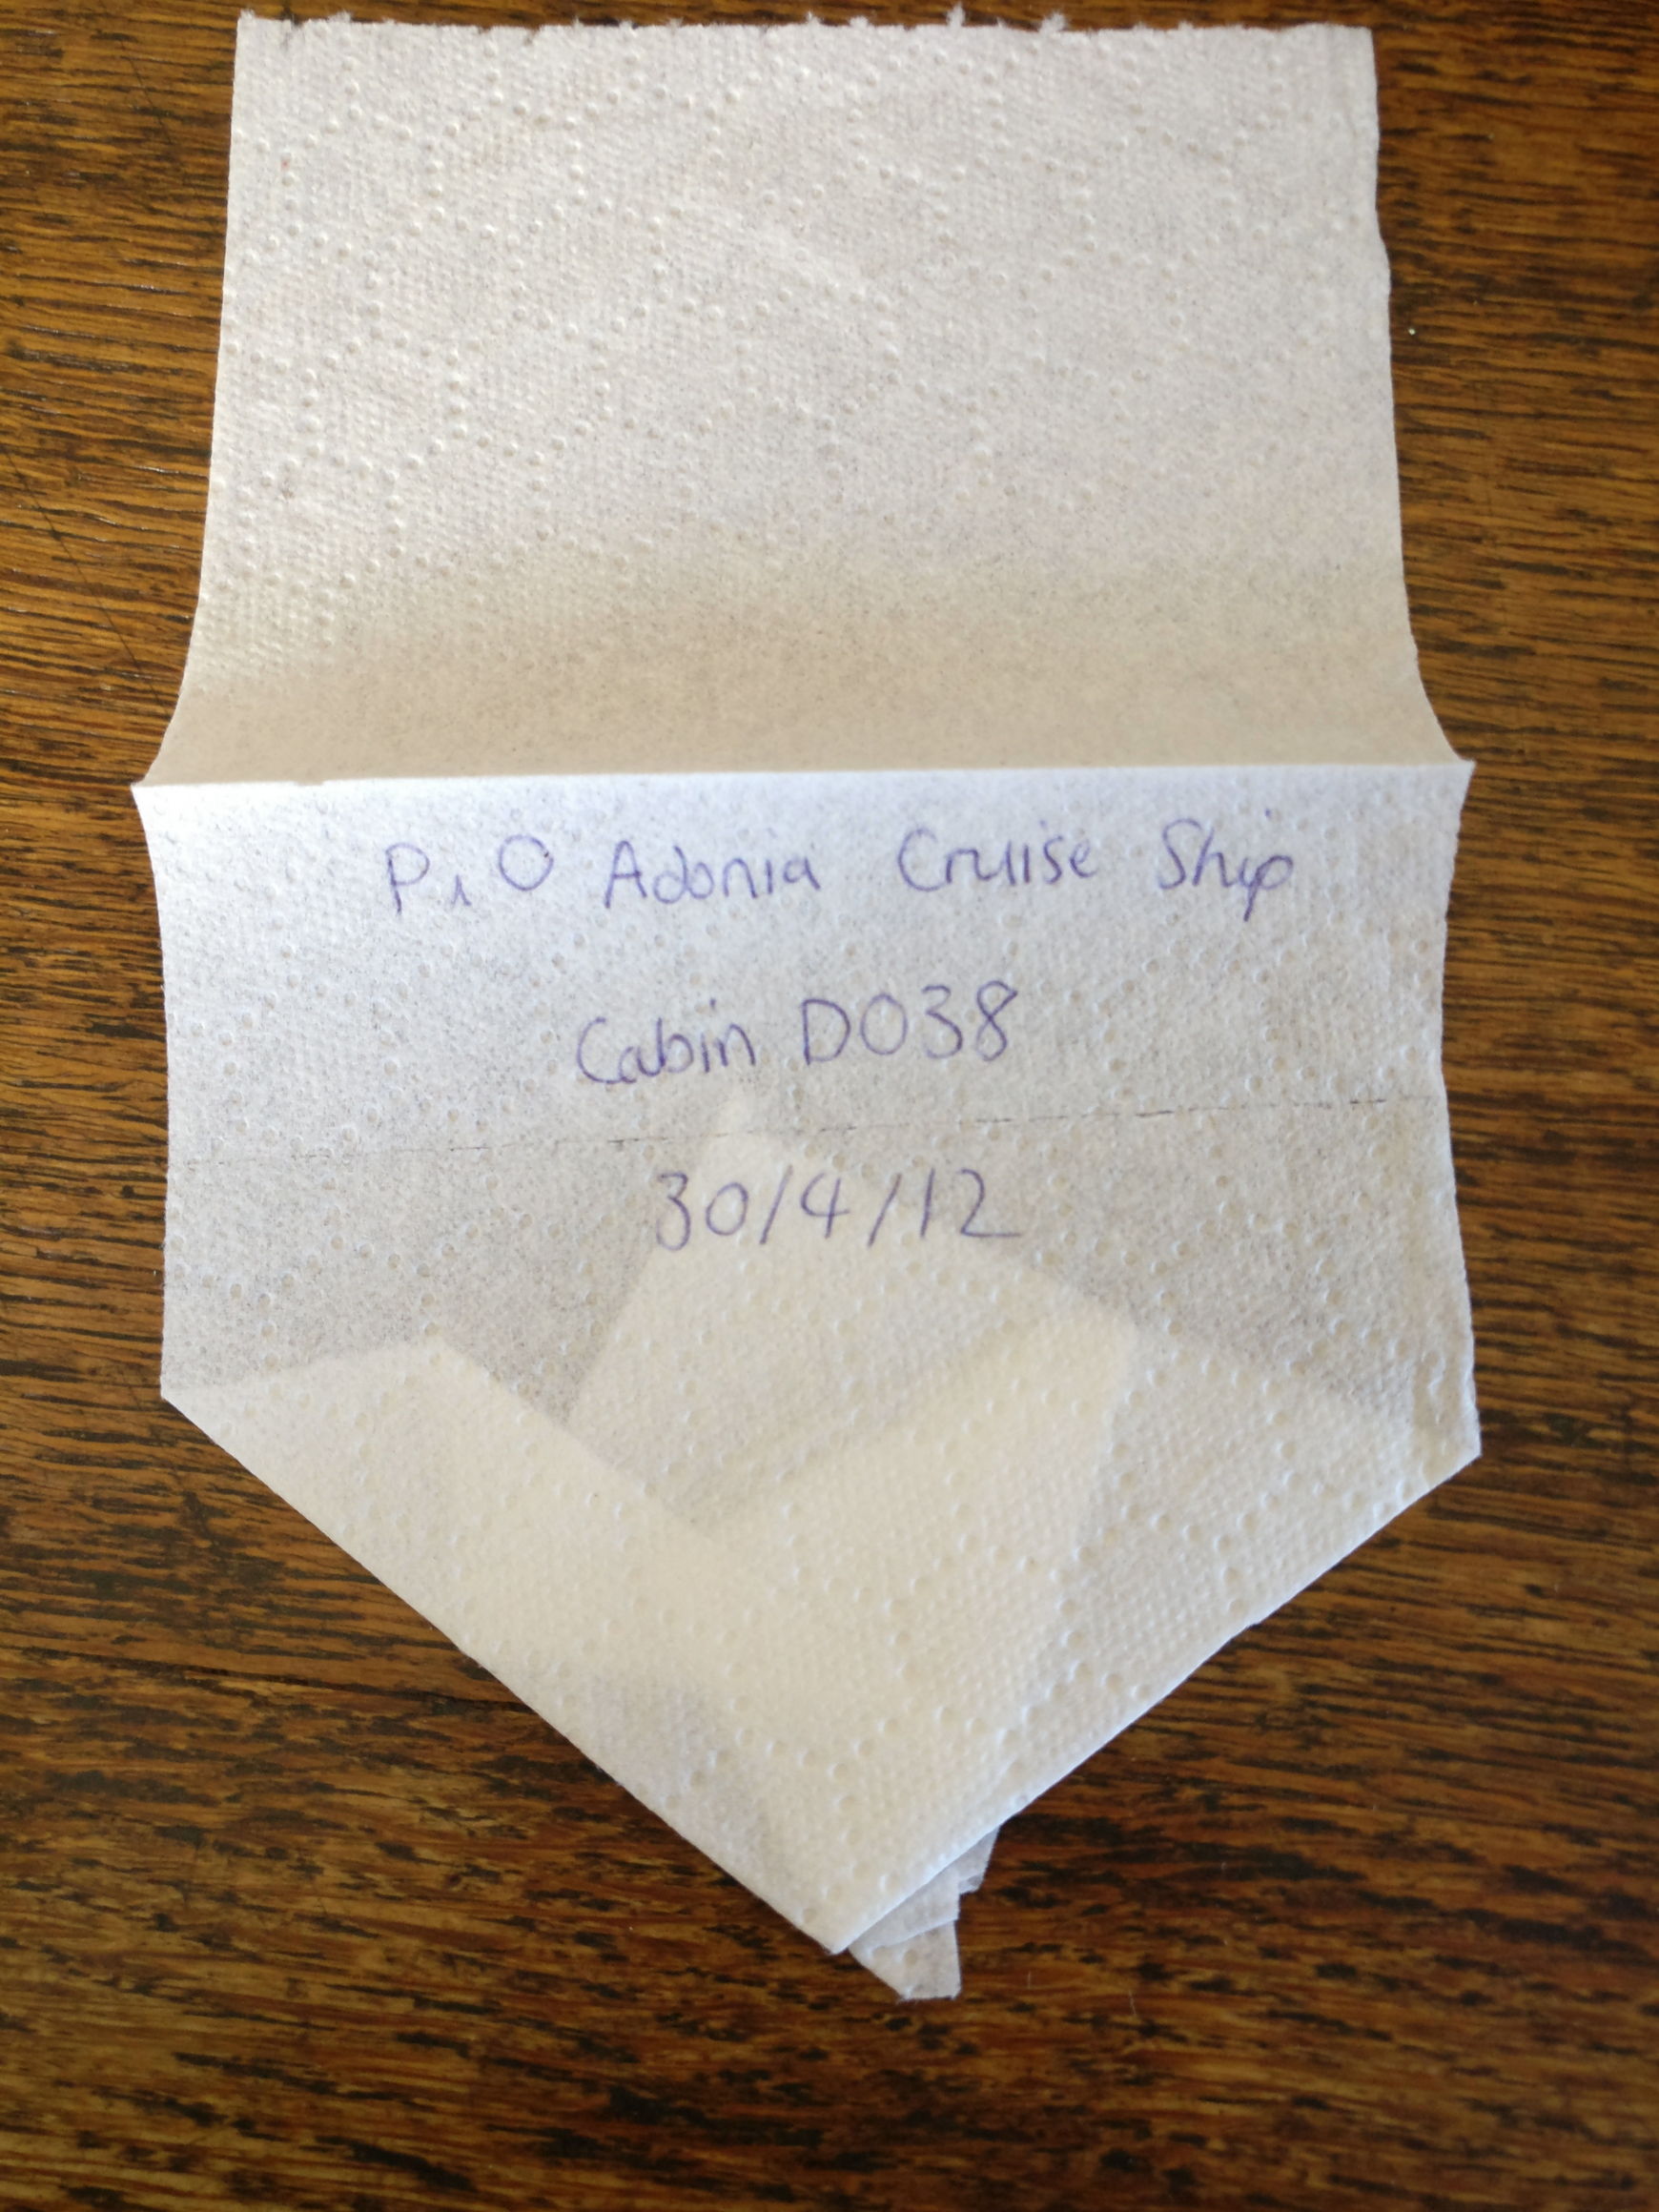 P&O Adonia Cruise Ship
Cabin D038
30/4/12